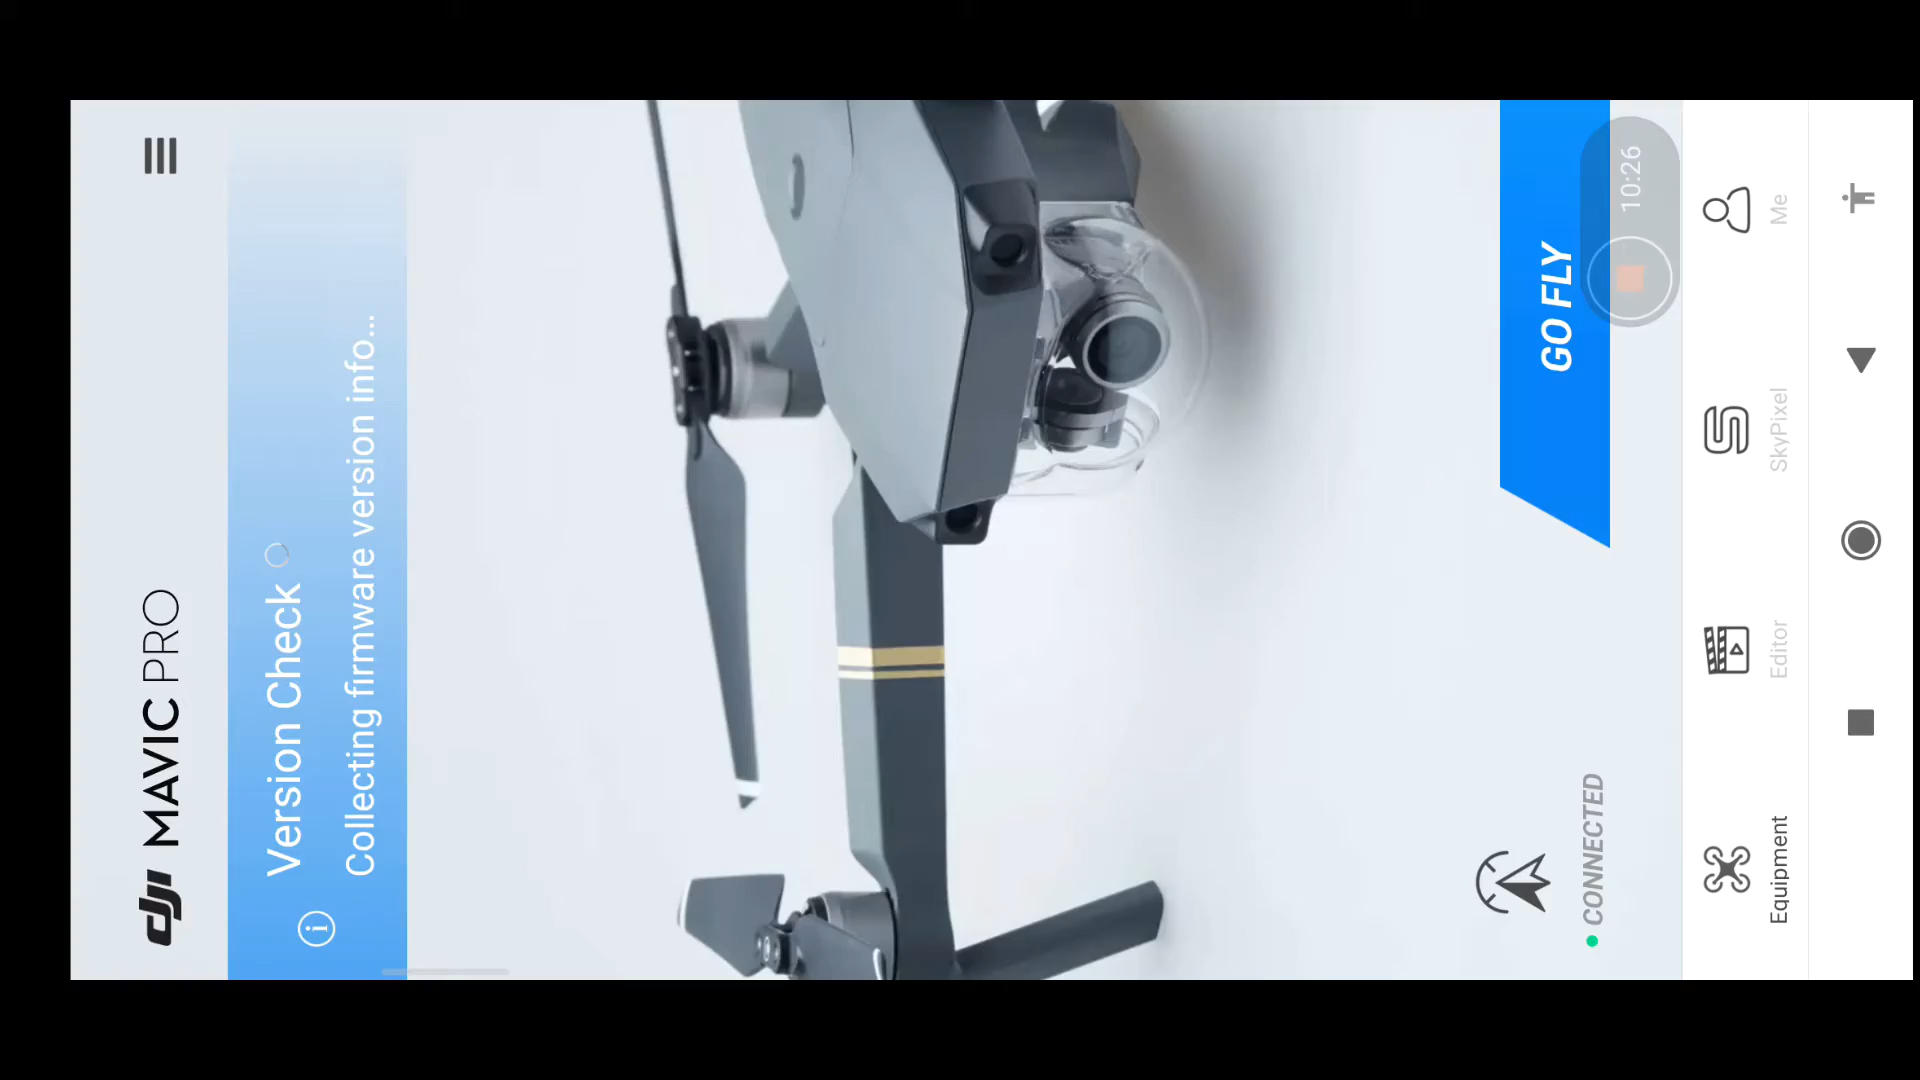 dji MAVIC PRO
Version Check
Collecting firmware version info...
CONNECTED
GO FLY
10:26
Equipment
Editor
SkyPixel
Me